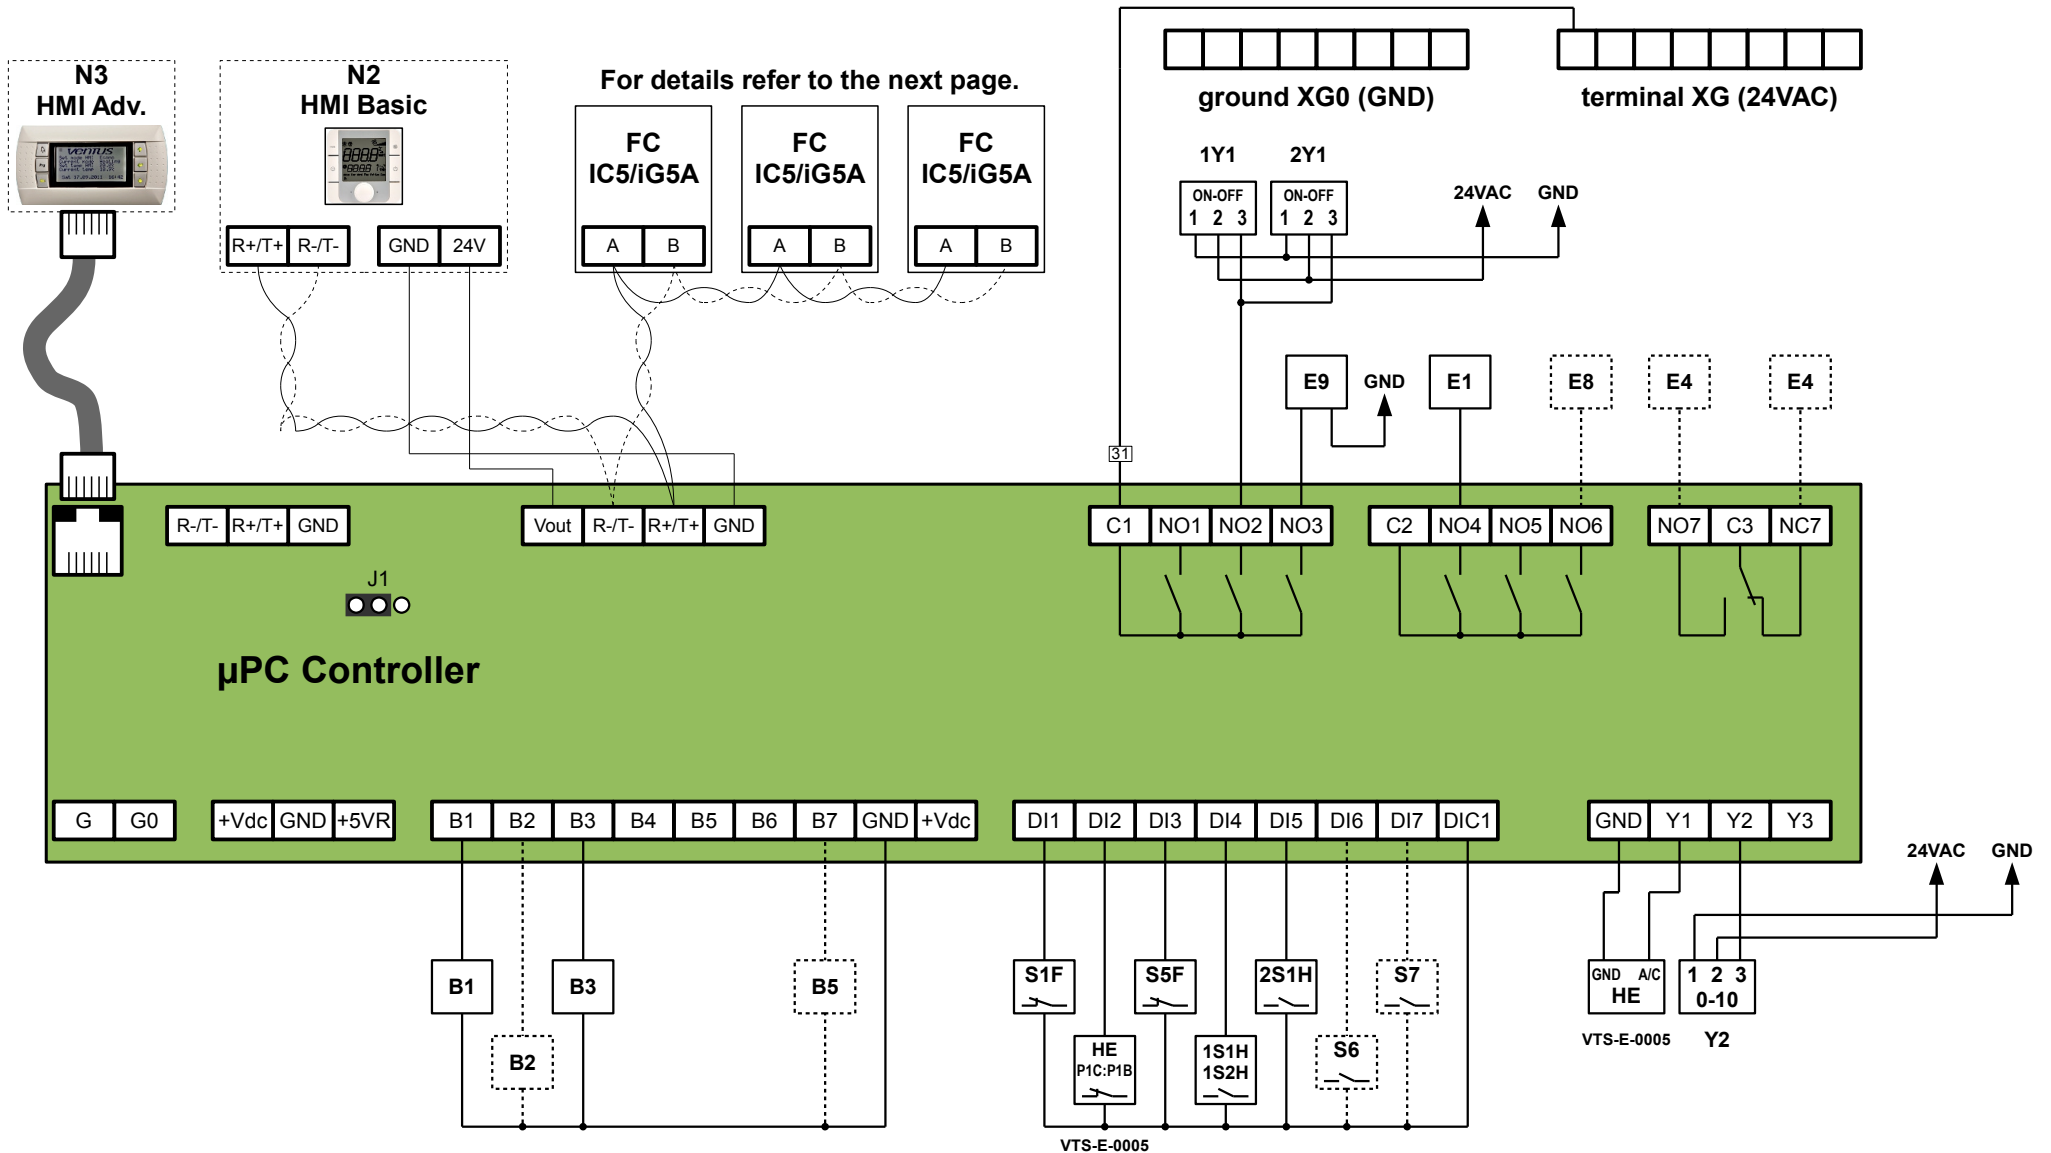 N3
HMI Adv.
VENTUS
N2
HMI Basic
R+/T+ R-/T- GND 24V
For details refer to the next page.
FC
IC5/iG5A
A B
FC
IC5/iG5A
A B
FC
IC5/iG5A
A B
ground XG0 (GND)
terminal XG (24VAC)
1Y1
ON-OFF
1 2 3
2Y1
ON-OFF
1 2 3
24VAC GND
E9
GND
E1
E8
E4
E4
31
R-/T- R+/T+ GND
Vout R-/T- R+/T+ GND
C1 NO1 NO2 NO3
C2 NO4 NO5 NO6
NO7 C3 NC7
J1
µPC Controller
G G0
+Vdc GND +5VR
B1 B2 B3 B4 B5 B6 B7 GND +Vdc
DI1 DI2 DI3 DI4 DI5 DI6 DI7 DIC1
GND Y1 Y2 Y3
24VAC GND
B1
B2
B3
B5
S1F
HE
P1C:P1B
VTS-E-0005
S5F
1S1H
1S2H
2S1H
S6
S7
GND A/C
HE
VTS-E-0005
1 2 3
0-10
Y2